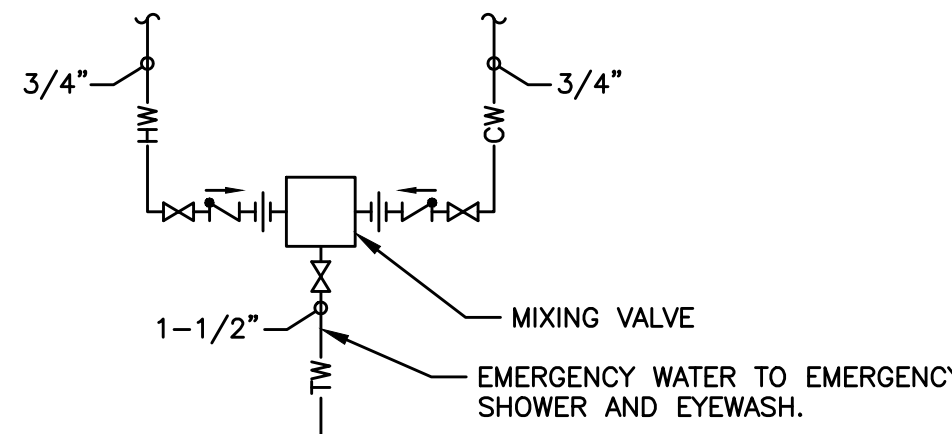 3/4"
3/4"
HW
CW
MIXING VALVE
1-1/2"
TW
EMERGENCY WATER TO EMERGENCY
SHOWER AND EYEWASH.